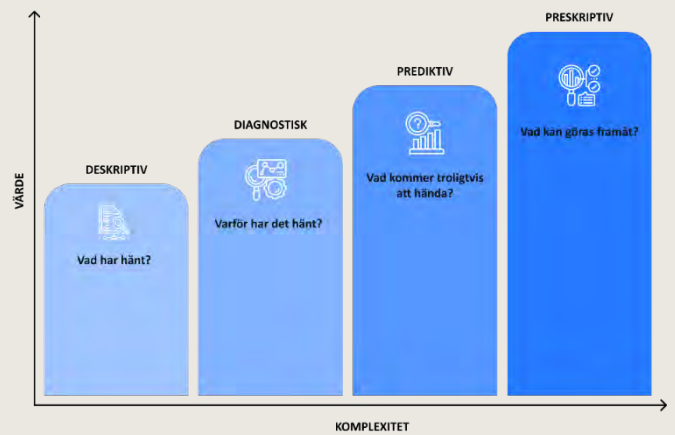 PRESKRIPTIV
Vad kan göras framåt?
PREDIKTIV
Vad kommer troligtvis
att hända?
DIAGNOSTISK
Varför har det hänt?
DESKRIPTIV
Vad har hänt?
VÄRDE
KOMPLEXITET